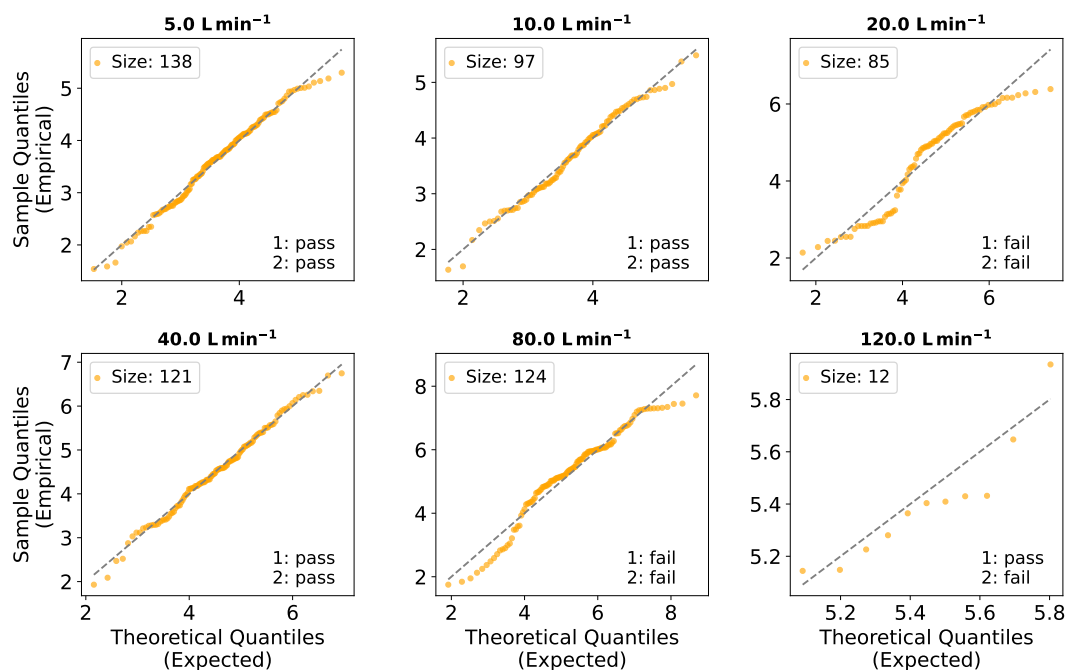 5.0 L min⁻¹
10.0 L min⁻¹
20.0 L min⁻¹
Sample Quantiles
(Empirical)
Size: 138
5
4
3
2
1: pass
2: pass
2
4
Size: 97
5
4
3
2
1: pass
2: pass
2
4
Size: 85
6
4
2
1: fail
2: fail
2
4
6
40.0 L min⁻¹
80.0 L min⁻¹
120.0 L min⁻¹
Sample Quantiles
(Empirical)
Size: 121
7
6
5
4
3
2
1: pass
2: pass
2
4
6
Theoretical Quantiles
(Expected)
Size: 124
8
6
4
2
1: fail
2: fail
2
4
6
8
Theoretical Quantiles
(Expected)
Size: 12
5.8
5.6
5.4
5.2
1: pass
2: fail
5.2
5.4
5.6
5.8
Theoretical Quantiles
(Expected)